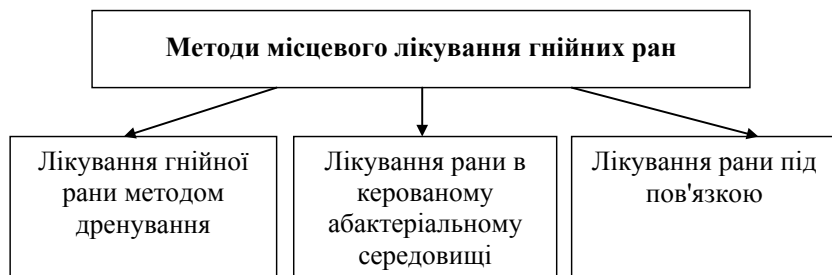 Методи місцевого лікування гнійних ран
Лікування гнійної
рани методом
дренування
Лікування рани в
керованому
абактеріальному
середовищі
Лікування рани під
пов'язкою